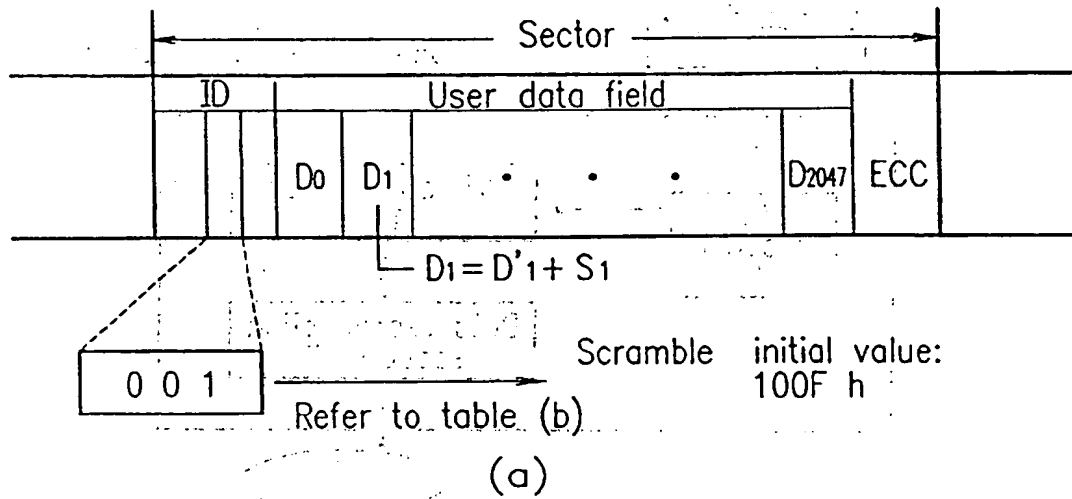 Sector
ID User data field
D0 D1 • • • D2047 ECC
D1=D'1+ S1
Scramble initial value:
0 0 1 100F h
Refer to table (b)
(a)